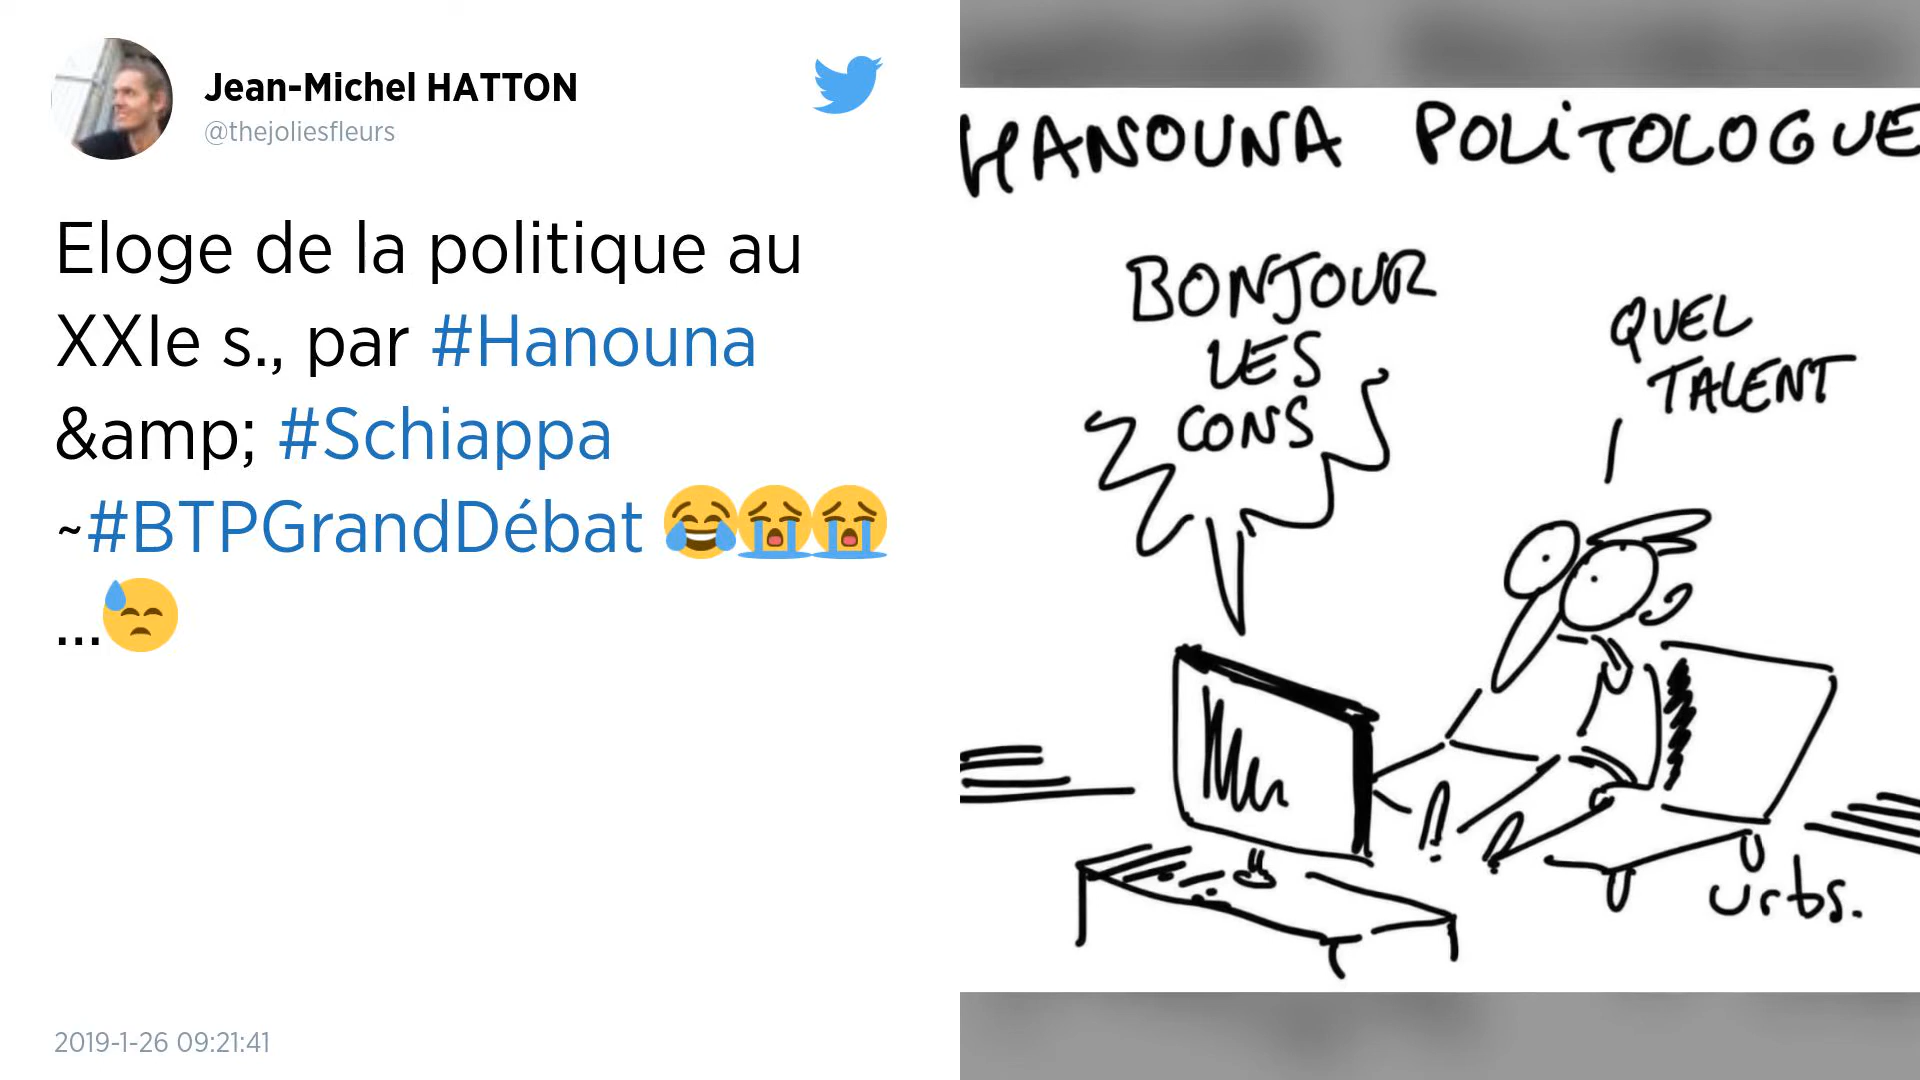 Jean-Michel HATTON
@thejoliesfleurs
Eloge de la politique au
XXIe s., par #Hanouna
&amp; #Schiappa
~#BTPGrandDébat 😂😭😭
...😓
2019-1-26 09:21:41
HANOUNA POLITOLOGUE
BONJOUR
LES
CONS
QUEL
TALENT
urbs.